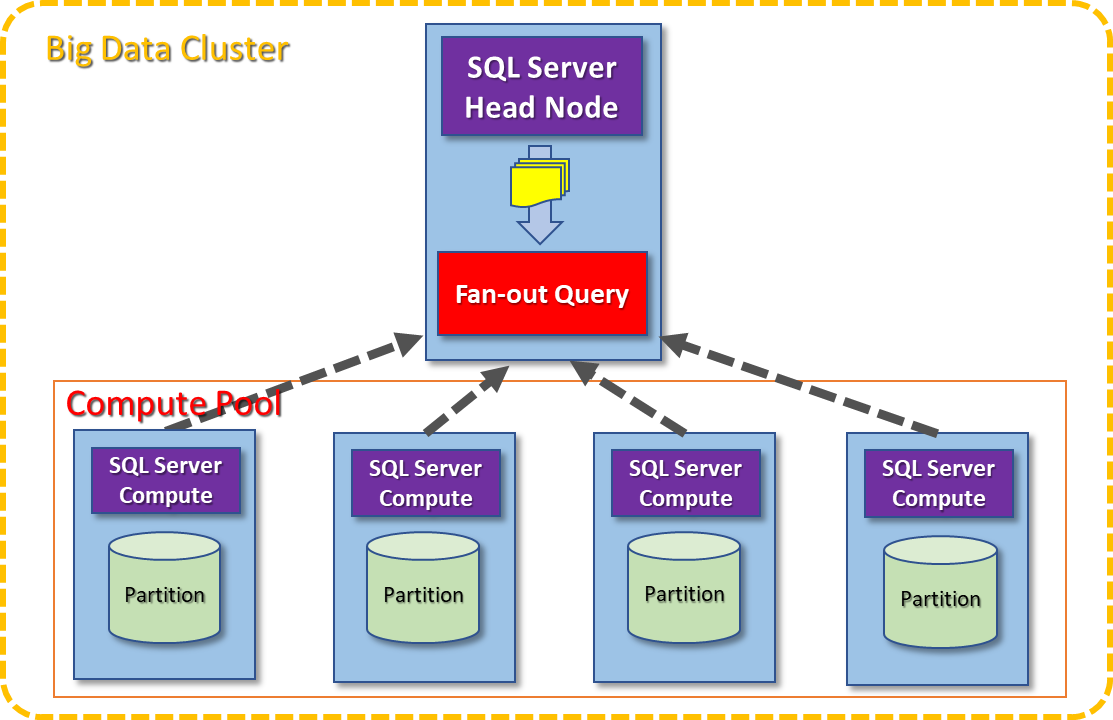 Big Data Cluster
SQL Server
Head Node
Fan-out Query
Compute Pool
SQL Server
Compute
Partition
SQL Server
Compute
Partition
SQL Server
Compute
Partition
SQL Server
Compute
Partition